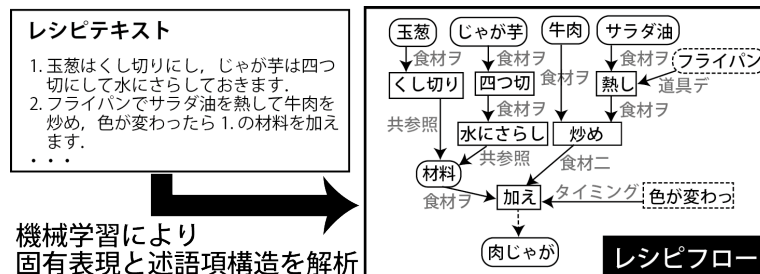 レシピテキスト
1. 玉葱はくし切りにし，じゃが芋は四つ
切にして水にさらしておきます.
2. フライパンでサラダ油を熱して牛肉を
炒め，色が変わったら 1. の材料を加え
ます.
・・・
機械学習により
固有表現と述語項構造を解析
玉葱 じゃが芋 牛肉 サラダ油
食材ヲ 食材ヲ 食材ヲ 食材ヲ フライパン
くし切り 四つ切 熱し 道具デ
食材ヲ 食材ヲ
共参照 水にさらし 炒め
共参照 食材ニ
材料
食材ヲ 加え タイミング 色が変わっ
肉じゃが
レシピフロー